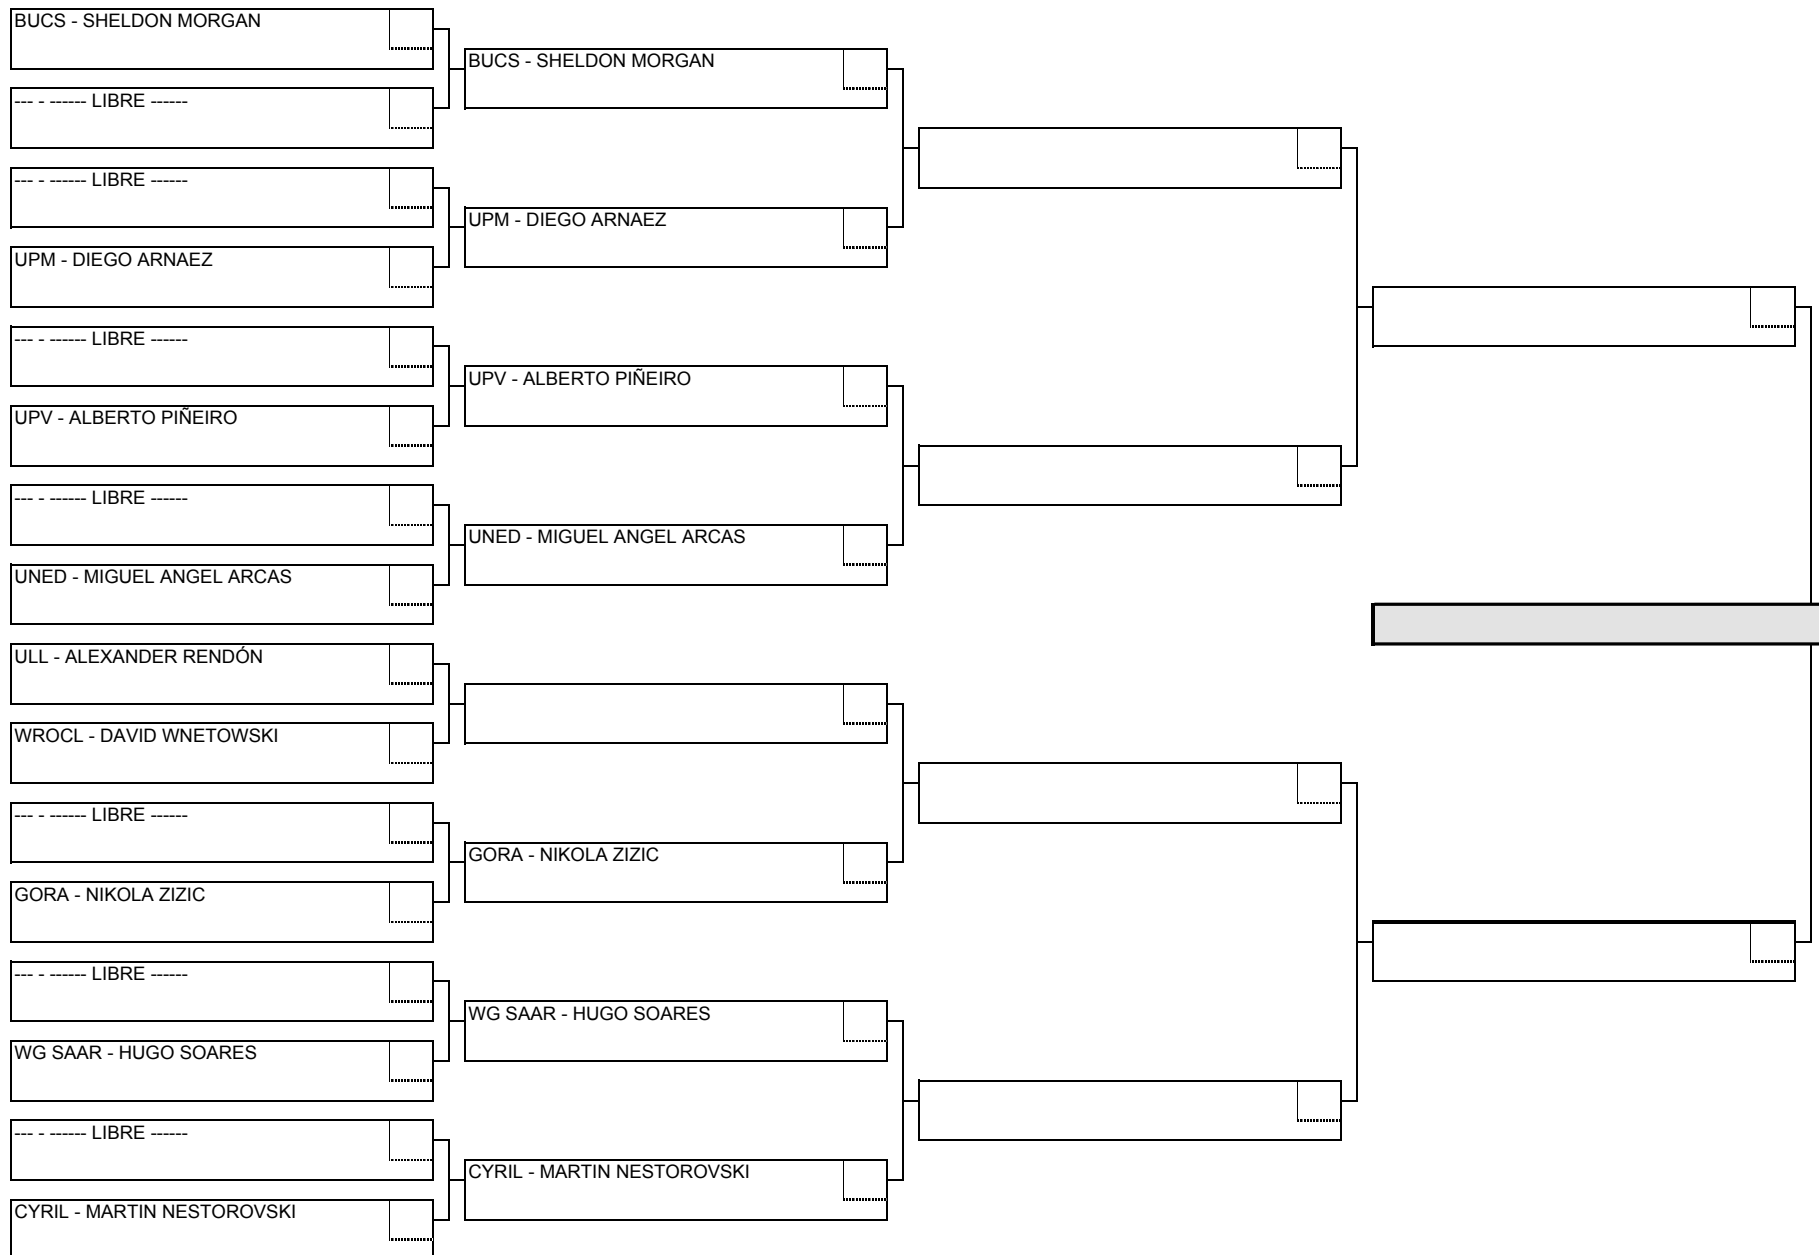 BUCS - SHELDON MORGAN
--- - ------ LIBRE ------
--- - ------ LIBRE ------
UPM - DIEGO ARNAEZ
--- - ------ LIBRE ------
UPV - ALBERTO PIÑEIRO
--- - ------ LIBRE ------
UNED - MIGUEL ANGEL ARCAS
ULL - ALEXANDER RENDÓN
WROCL - DAVID WNETOWSKI
--- - ------ LIBRE ------
GORA - NIKOLA ZIZIC
--- - ------ LIBRE ------
WG SAAR - HUGO SOARES
--- - ------ LIBRE ------
CYRIL - MARTIN NESTOROVSKI
BUCS - SHELDON MORGAN
UPM - DIEGO ARNAEZ
UPV - ALBERTO PIÑEIRO
UNED - MIGUEL ANGEL ARCAS
GORA - NIKOLA ZIZIC
WG SAAR - HUGO SOARES
CYRIL - MARTIN NESTOROVSKI